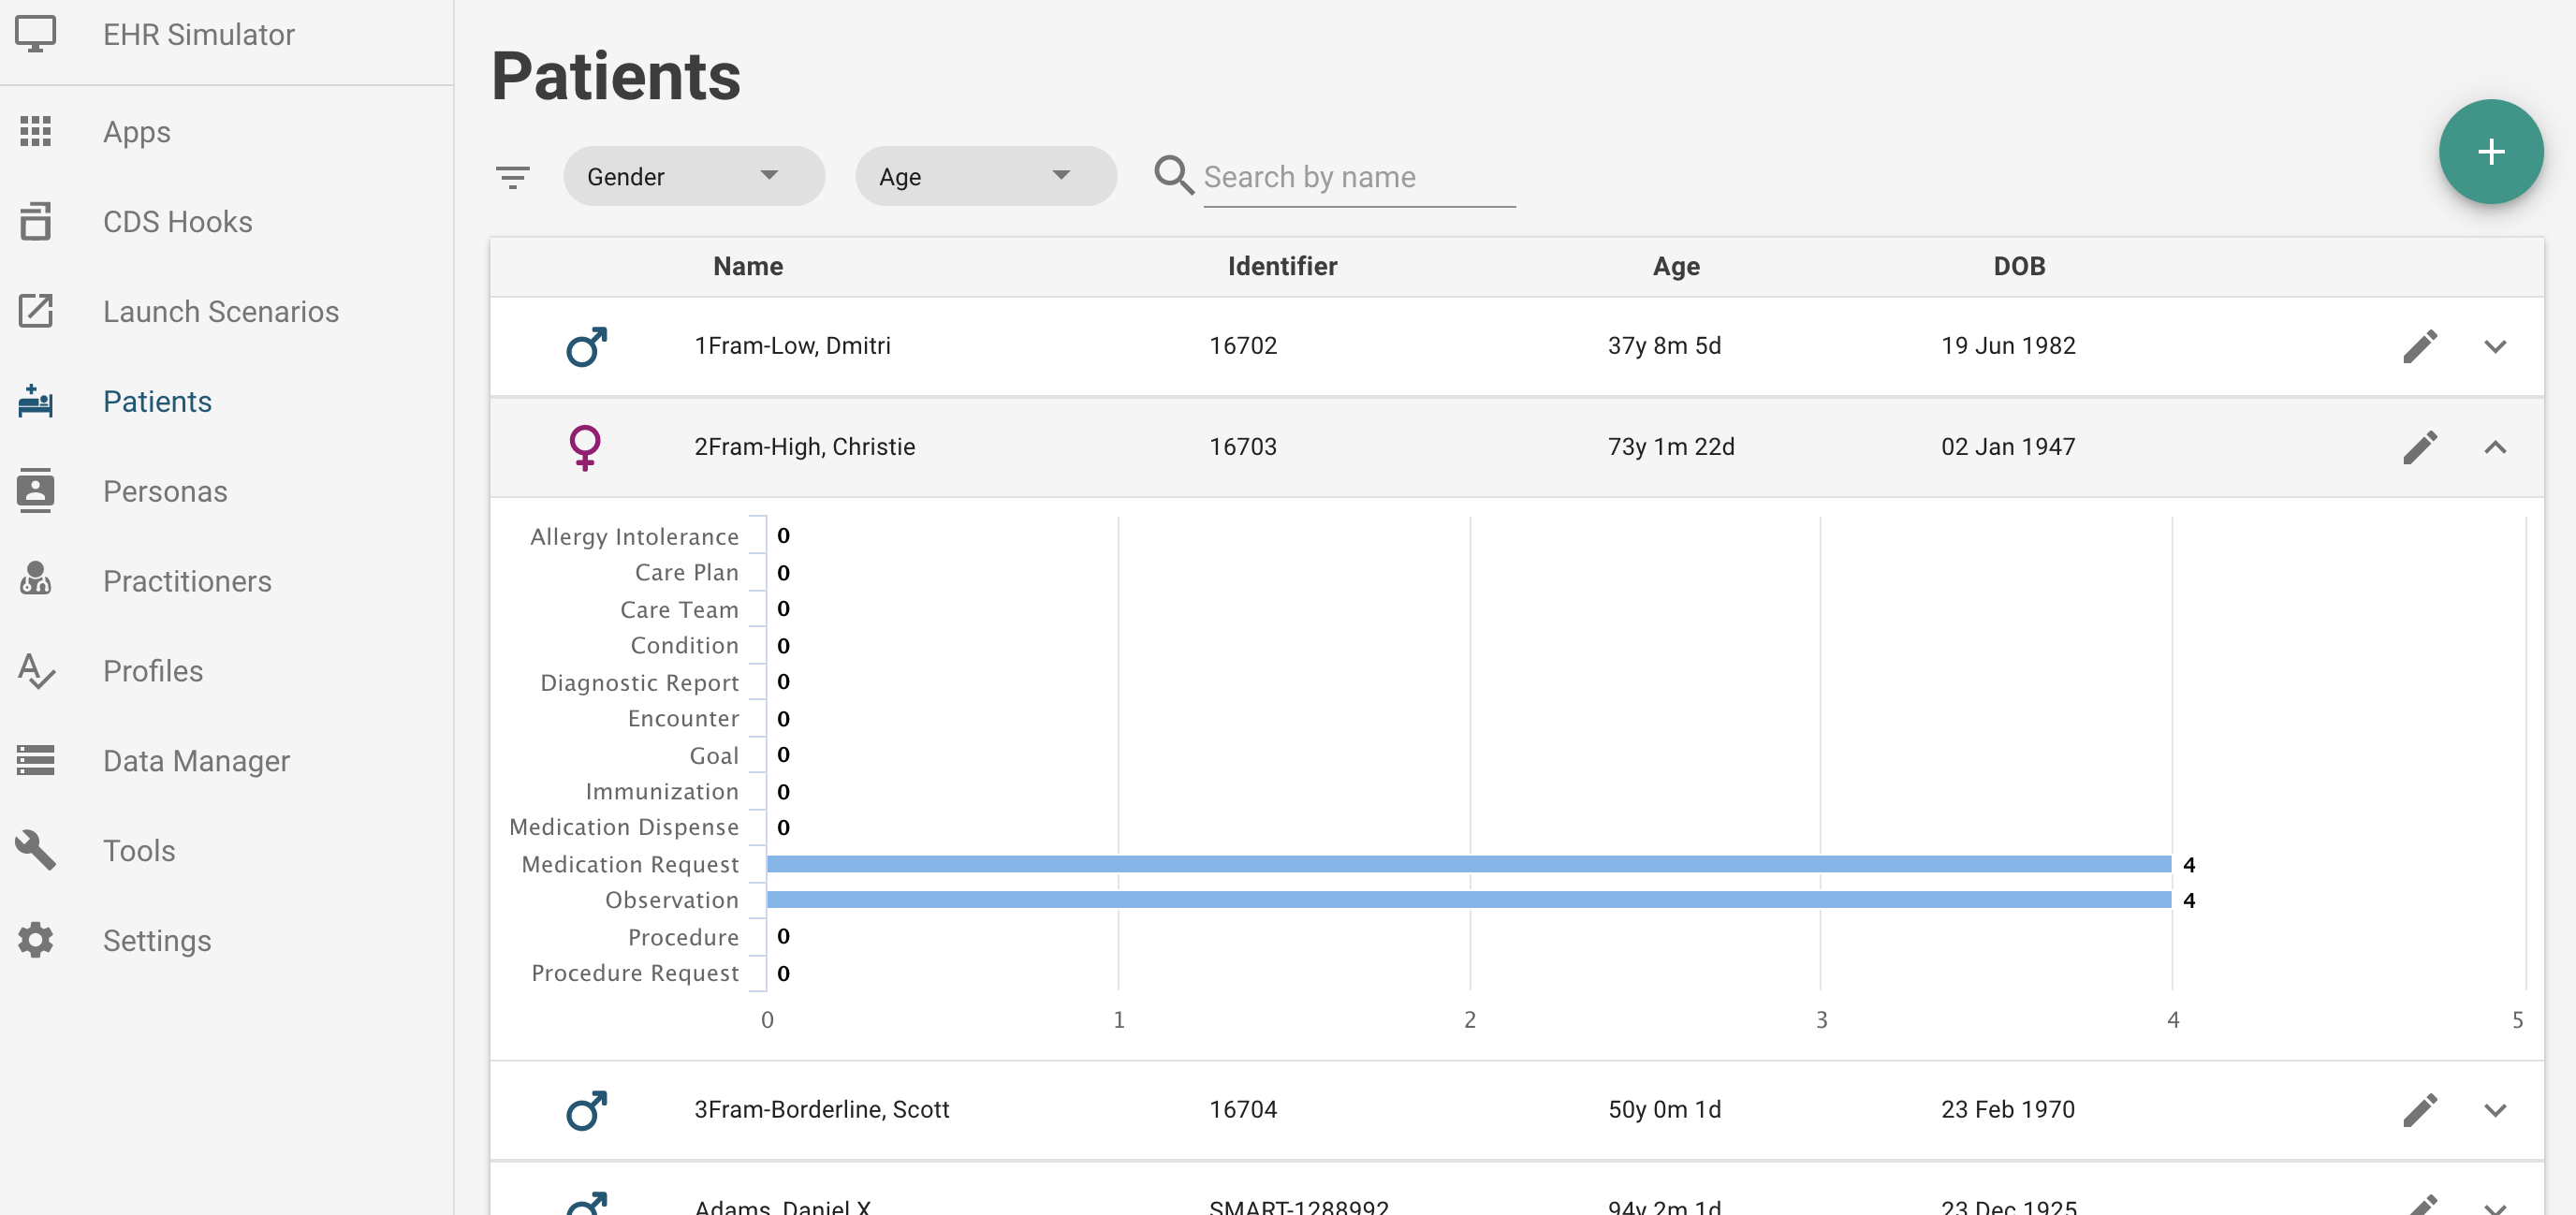 EHR Simulator
Apps
CDS Hooks
Launch Scenarios
Patients
Personas
Practitioners
Profiles
Data Manager
Tools
Settings
Patients
Gender Age Search by name
Name Identifier Age DOB
1Fram-Low, Dmitri 16702 37y 8m 5d 19 Jun 1982
2Fram-High, Christie 16703 73y 1m 22d 02 Jan 1947
Allergy Intolerance 0
Care Plan 0
Care Team 0
Condition 0
Diagnostic Report 0
Encounter 0
Goal 0
Immunization 0
Medication Dispense 0
Medication Request 4
Observation 4
Procedure 0
Procedure Request 0
0 1 2 3 4 5
3Fram-Borderline, Scott 16704 50y 0m 1d 23 Feb 1970
Adams, Daniel X SMART-1288992 94y 2m 1d 23 Dec 1925